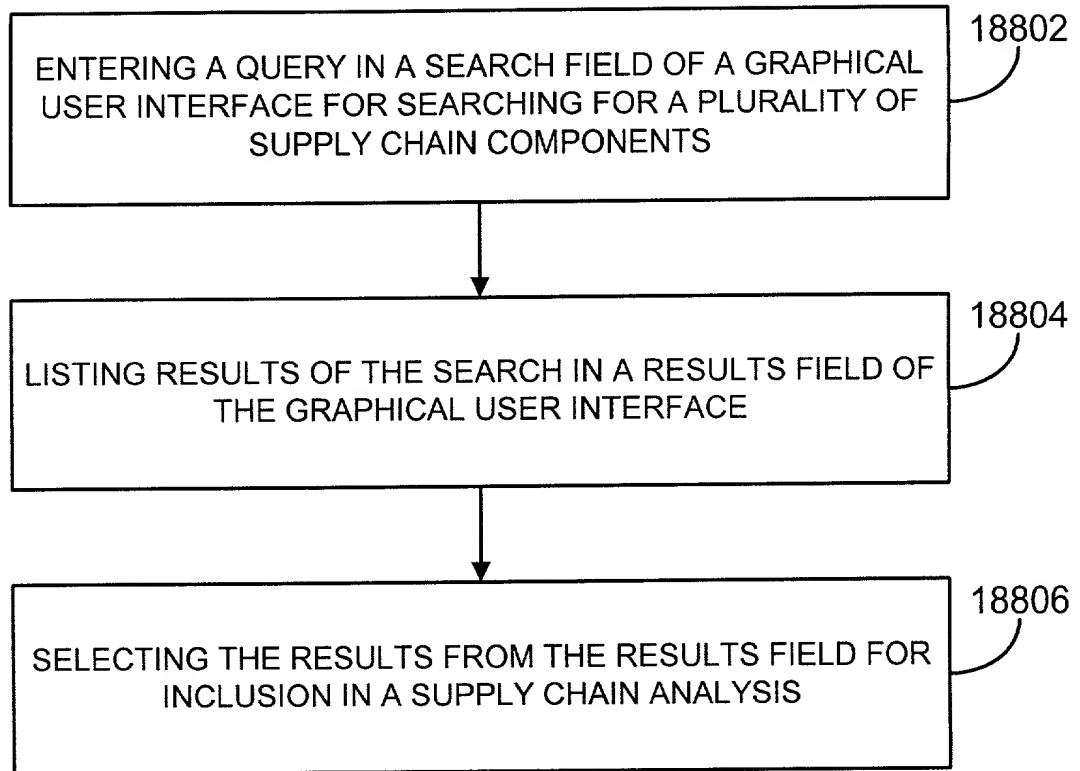 18802
ENTERING A QUERY IN A SEARCH FIELD OF A GRAPHICAL
USER INTERFACE FOR SEARCHING FOR A PLURALITY OF
SUPPLY CHAIN COMPONENTS
18804
LISTING RESULTS OF THE SEARCH IN A RESULTS FIELD OF
THE GRAPHICAL USER INTERFACE
18806
SELECTING THE RESULTS FROM THE RESULTS FIELD FOR
INCLUSION IN A SUPPLY CHAIN ANALYSIS